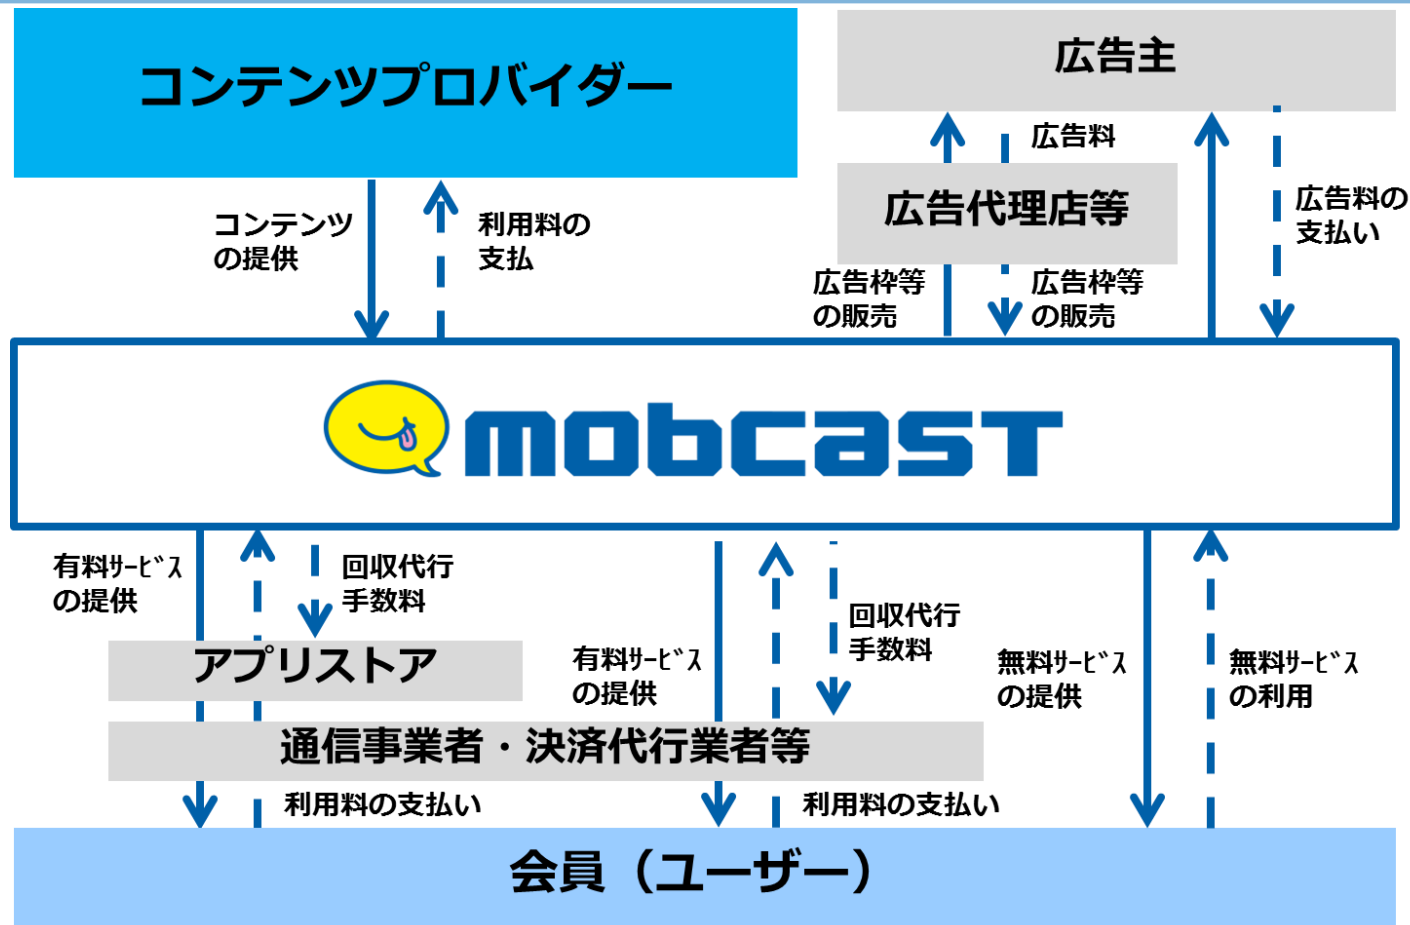 コンテンツプロバイダー
広告主
広告料
広告代理店等
コンテンツ
の提供
利用料の
支払
広告料の
支払い
広告枠等
の販売
広告枠等
の販売
mobcast
有料ｻｰﾋﾞｽ
の提供
回収代行
手数料
アプリストア
有料ｻｰﾋﾞｽ
の提供
回収代行
手数料
無料ｻｰﾋﾞｽ
の提供
無料ｻｰﾋﾞｽ
の利用
通信事業者・決済代行業者等
利用料の支払い
利用料の支払い
会員（ユーザー）